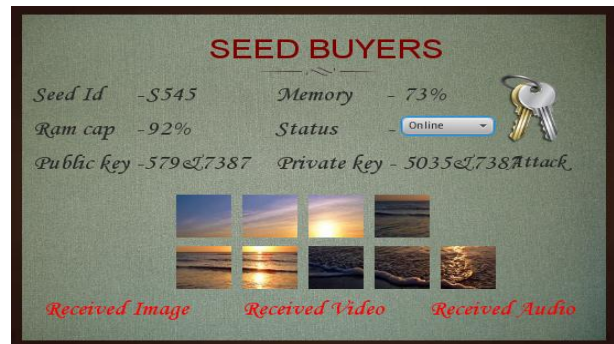 SEED BUYERS
Seed Id -S545 Memory - 73%
Ram cap -92% Status - Online
Public key -579&7387 Private key - 5035&738Attack
Received Image Received Video Received Audio